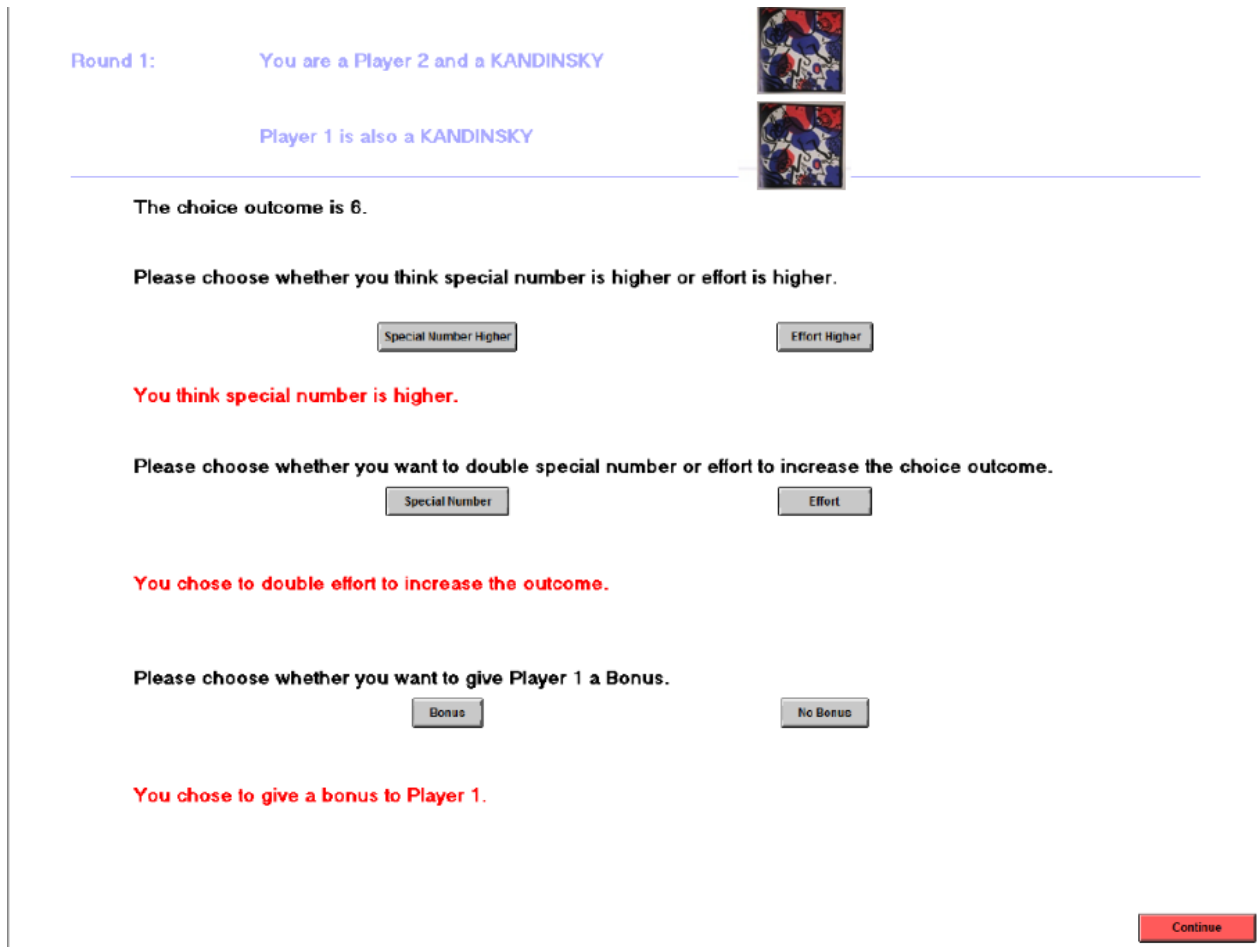 Round 1: You are a Player 2 and a KANDINSKY
Player 1 is also a KANDINSKY
The choice outcome is 6.
Please choose whether you think special number is higher or effort is higher.
Special Number Higher Effort Higher
You think special number is higher.
Please choose whether you want to double special number or effort to increase the choice outcome.
Special Number Effort
You chose to double effort to increase the outcome.
Please choose whether you want to give Player 1 a Bonus.
Bonus No Bonus
You chose to give a bonus to Player 1.
Continue